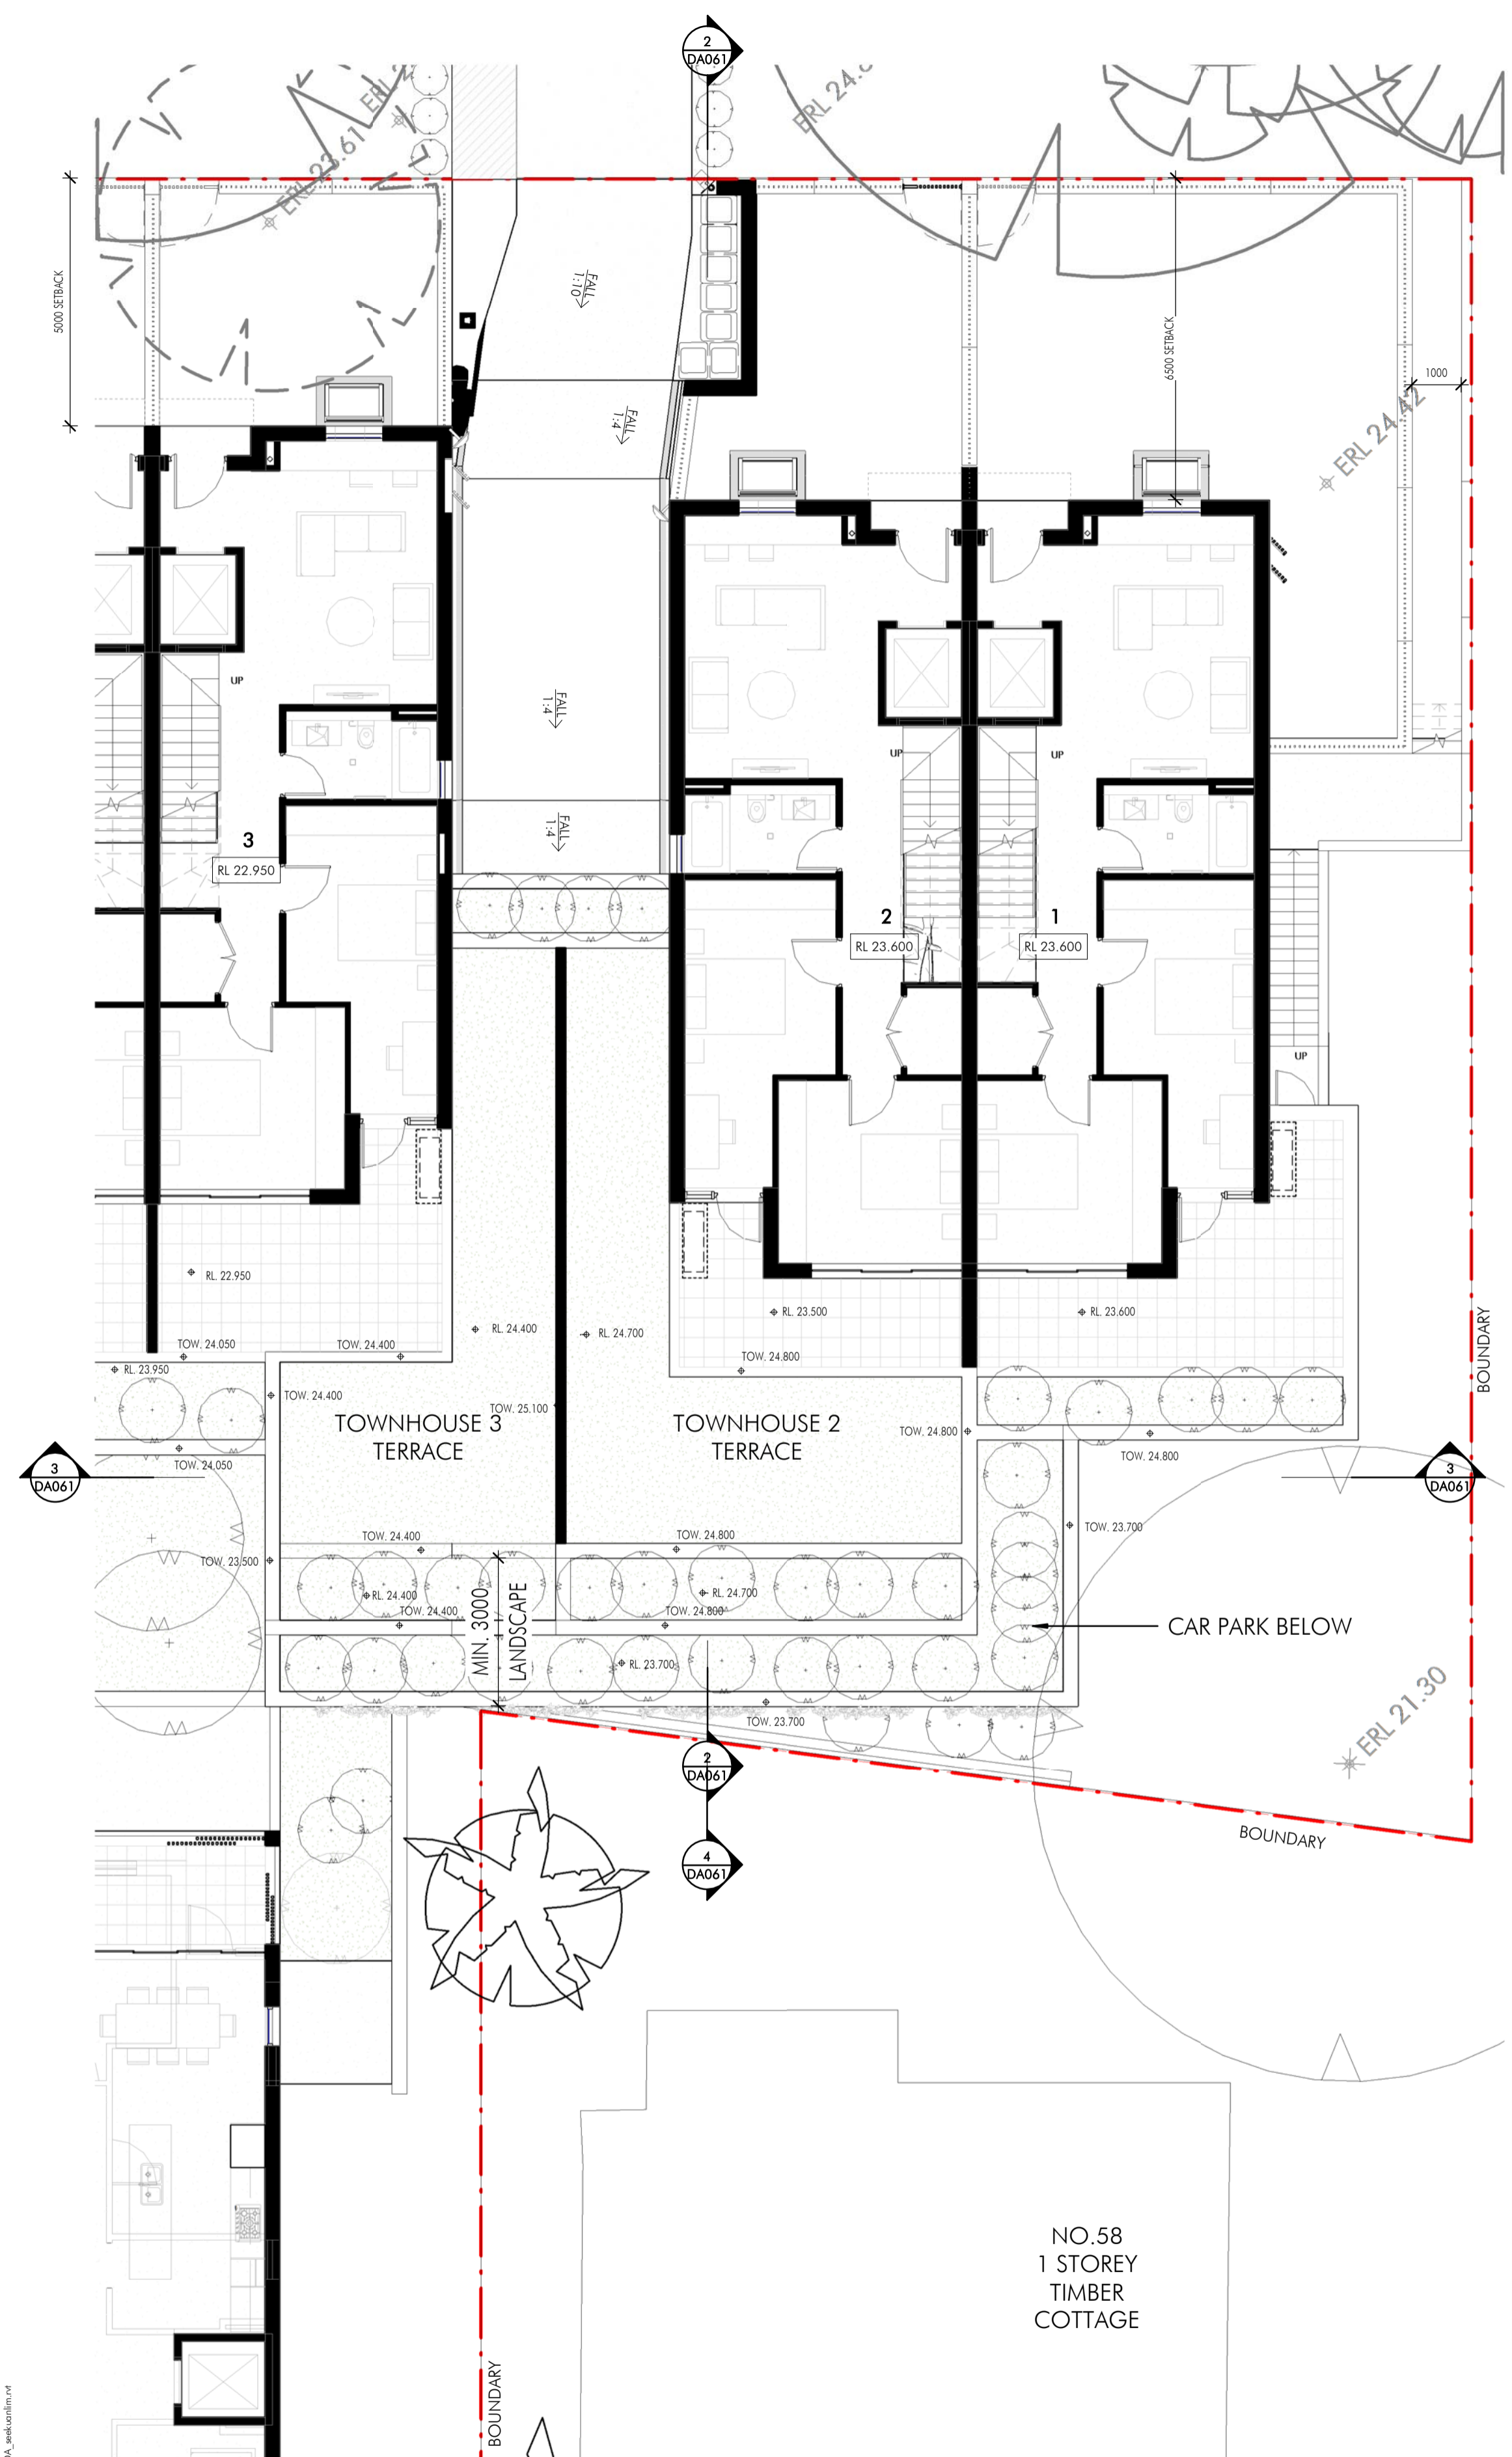 2
DA061
ERL 2
ERL 23.61
ERL 24.6
5000 SETBACK
FALL
1:10
6500 SETBACK
1000
FALL
1:4
ERL 24.42
UP
FALL
1:4
UP
UP
FALL
1:4
3
RL 22.950
2
RL 23.600
1
RL 23.600
UP
RL. 22.950
RL. 23.500
RL. 23.600
RL. 24.400
RL. 24.700
TOW. 24.050
TOW. 24.400
TOW. 24.800
RL. 23.950
TOW. 24.400
TOW. 25.100
BOUNDARY
TOWNHOUSE 3
TERRACE
TOWNHOUSE 2
TERRACE
TOW. 24.800
TOW. 24.800
TOW. 24.050
3
DA061
3
DA061
TOW. 24.400
TOW. 24.800
TOW. 23.700
TOW. 23.500
RL. 24.400
RL. 24.700
TOW. 24.400
TOW. 24.800
MIN. 3000
LANDSCAPE
CAR PARK BELOW
RL. 23.700
TOW. 23.700
ERL 21.30
2
DA061
BOUNDARY
4
DA061
NO.58
1 STOREY
TIMBER
COTTAGE
BOUNDARY
DA_seekuanlim.rvt